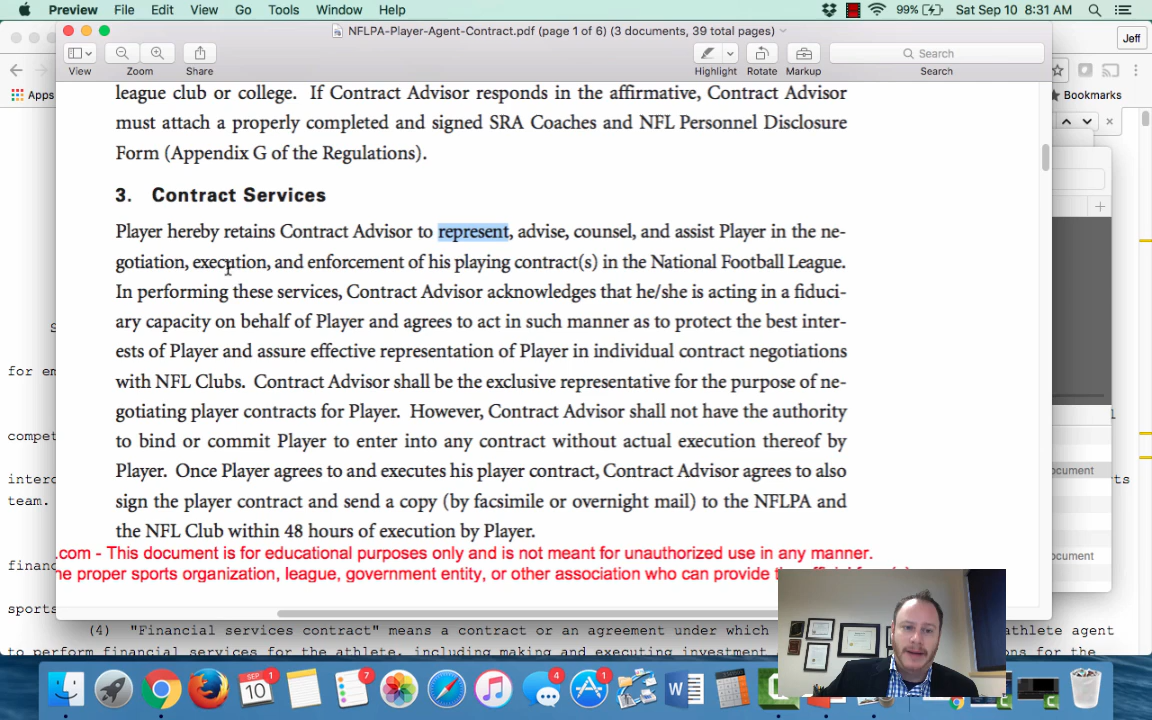 Preview File Edit View Go Tools Window Help 99% Sat Sep 10 8:31 AM
NFLPA-Player-Agent-Contract.pdf (page 1 of 6) (3 documents, 39 total pages)
Jeff
Search
View Zoom Share Highlight Rotate Markup Search
Apps
Bookmarks
league club or college. If Contract Advisor responds in the affirmative, Contract Advisor
must attach a properly completed and signed SRA Coaches and NFL Personnel Disclosure
Form (Appendix G of the Regulations).
3. Contract Services
Player hereby retains Contract Advisor to represent, advise, counsel, and assist Player in the ne-
gotiation, execution, and enforcement of his playing contract(s) in the National Football League.
In performing these services, Contract Advisor acknowledges that he/she is acting in a fiduci-
ary capacity on behalf of Player and agrees to act in such manner as to protect the best inter-
ests of Player and assure effective representation of Player in individual contract negotiations
with NFL Clubs. Contract Advisor shall be the exclusive representative for the purpose of ne-
gotiating player contracts for Player. However, Contract Advisor shall not have the authority
to bind or commit Player to enter into any contract without actual execution thereof by
Player. Once Player agrees to and executes his player contract, Contract Advisor agrees to also
sign the player contract and send a copy (by facsimile or overnight mail) to the NFLPA and
the NFL Club within 48 hours of execution by Player.
.com - This document is for educational purposes only and is not meant for unauthorized use in any manner.
proper sports organization, league, government entity, or other association who can provide
for em
compet
interc
team.
ocument
ts
financ
ocument
sports
(4) "Financial services contract" means a contract or an agreement under which athlete agent
to perform financial services for the athlete, including making and executing investment for the
1 10 7 4 1
SEP